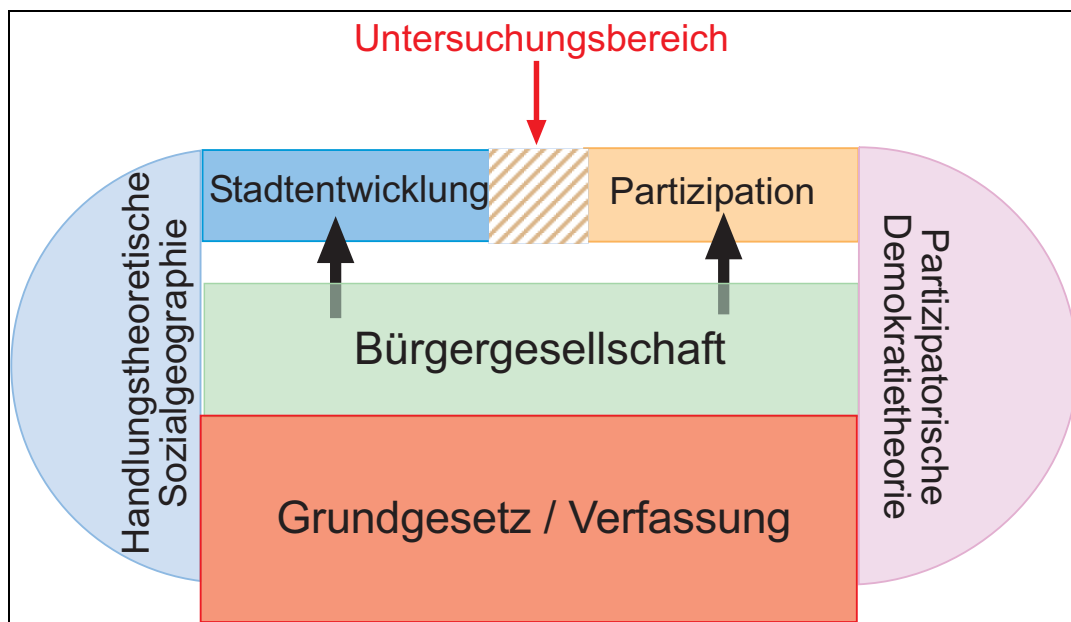 Untersuchungsbereich
Handlungstheoretische
Sozialgeographie
Stadtentwicklung
Partizipation
Bürgergesellschaft
Grundgesetz / Verfassung
Partizipatorische
Demokratietheorie